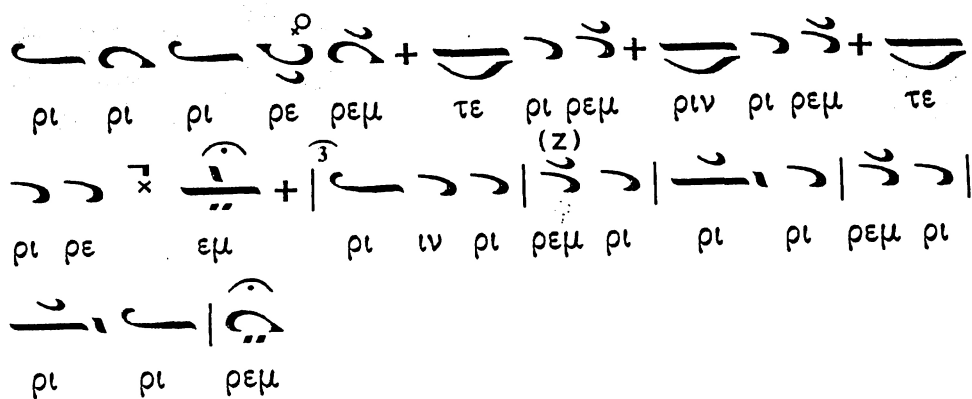 ρι ρι ρι ρε ρεμ τε ρι ρεμ ριν ρι ρεμ τε
3 (Z)
ρι ρε εμ ρι ιν ρι ρεμ ρι ρι ρι ρεμ ρι
ρι ρι ρεμ